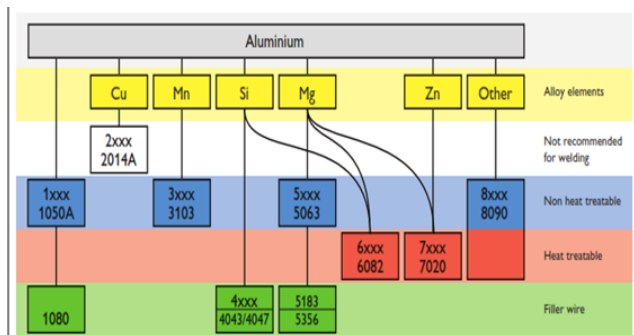 Aluminium
Cu
Mn
Si
Mg
Zn
Other
Alloy elements
2xxx
2014A
Not recommended
for welding
1xxx
1050A
3xxx
3103
5xxx
5063
8xxx
8090
Non heat treatable
6xxx
6082
7xxx
7020
Heat treatable
1080
4xxx
4043/4047
5183
5356
Filler wire